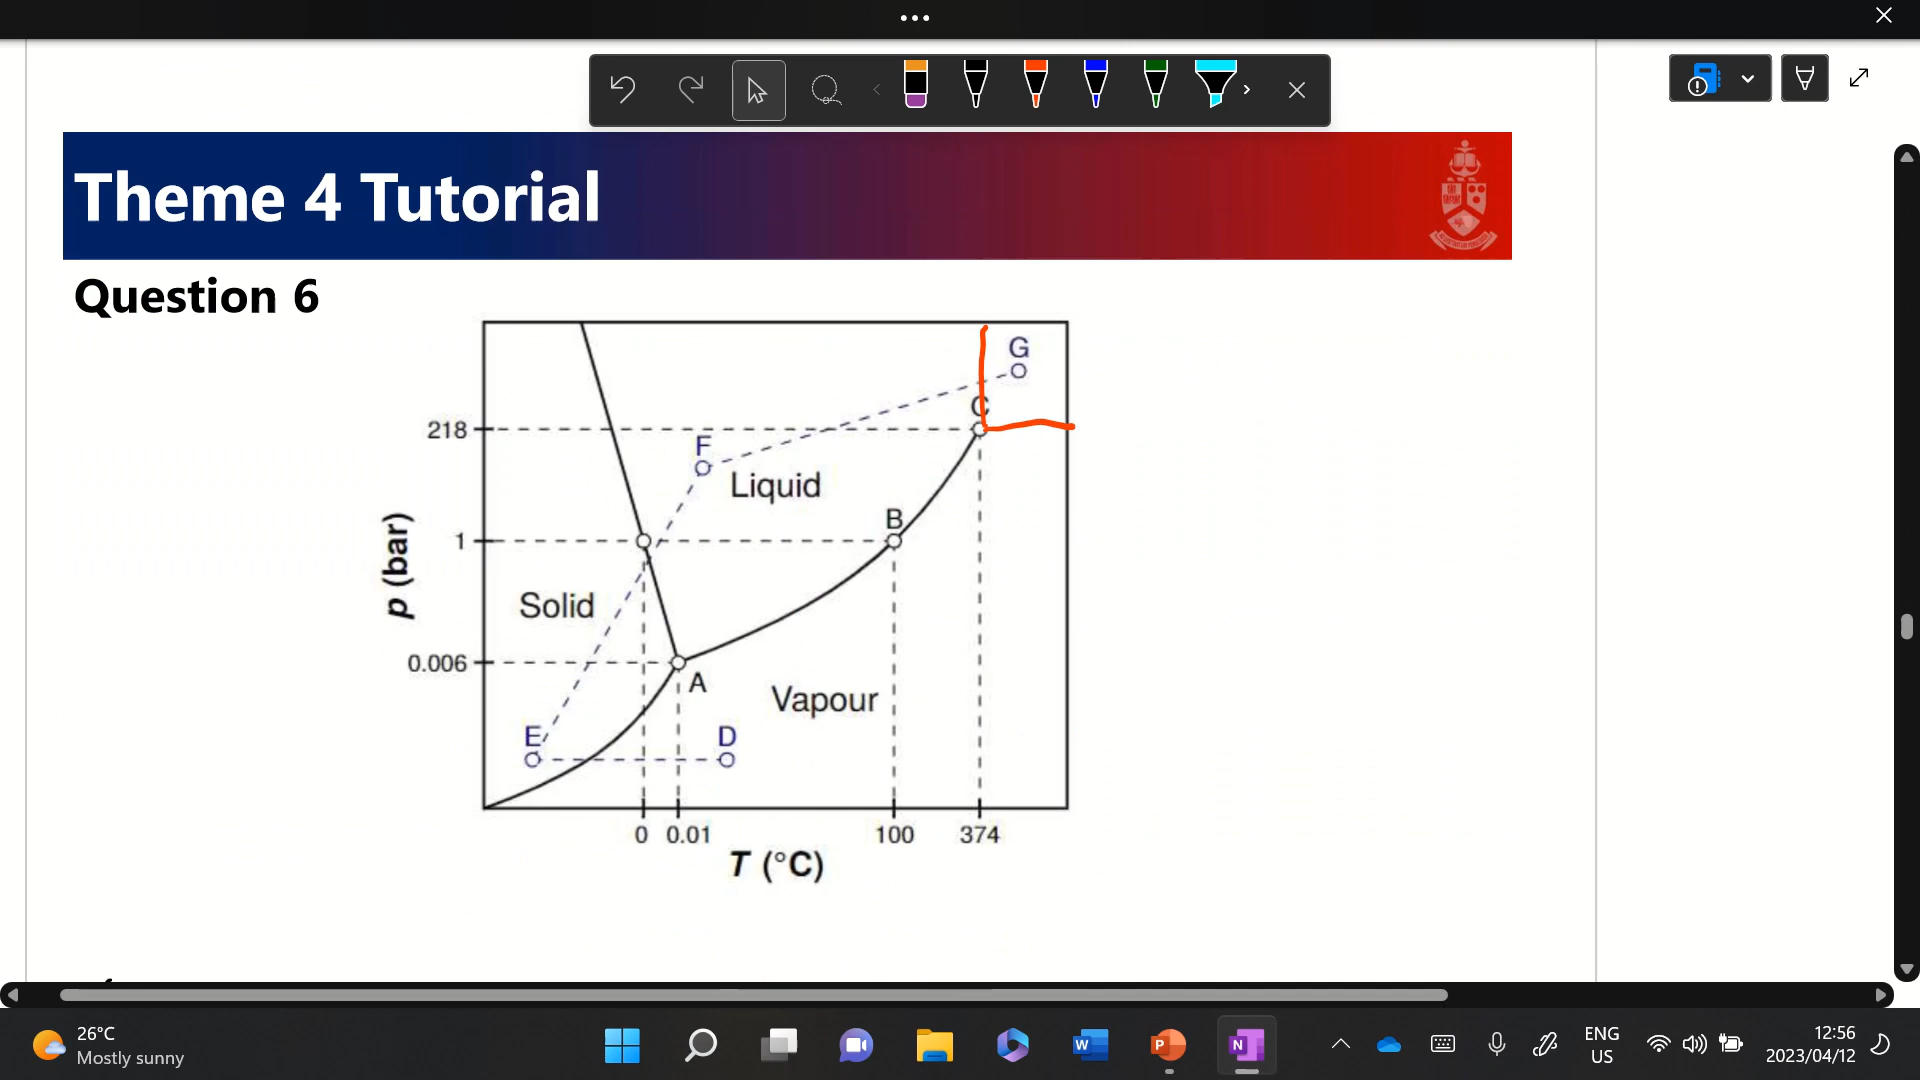 Theme 4 Tutorial
Question 6
G
C
218
F
Liquid
B
1
p (bar)
Solid
0.006
A
Vapour
E
D
0 0.01 100 374
T (°C)
26°C
Mostly sunny
ENG
US
12:56
2023/04/12